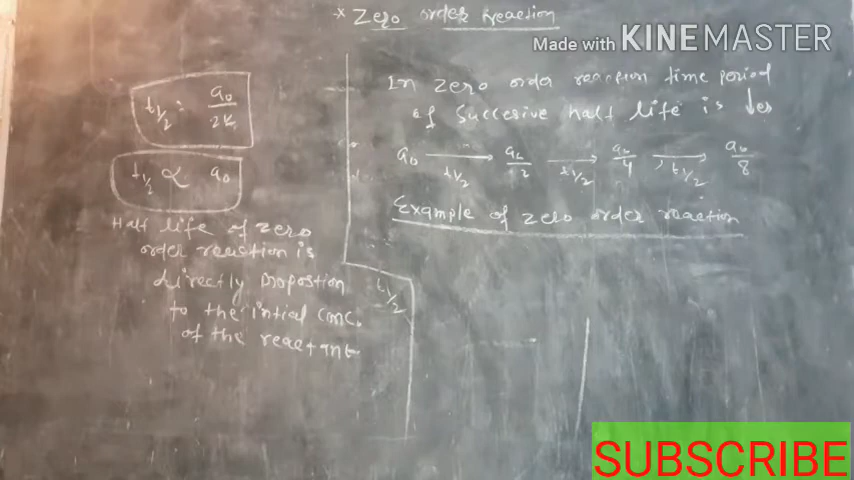 * Zero order reaction
Made with KINEMASTER
t1/2 = a0/2K
t1/2 ∝ a0
Half life of zero
order reaction is
directly propostion
to the intial conc.
of the reactant.
t1/2
In zero order reaction time period
of Succesive half life is ↓es
a0 ⟶ t1/2 a0/2 ⟶ t1/2 a0/4 ⟶ t1/2 a0/8
Example of zero order reaction
SUBSCRIBE